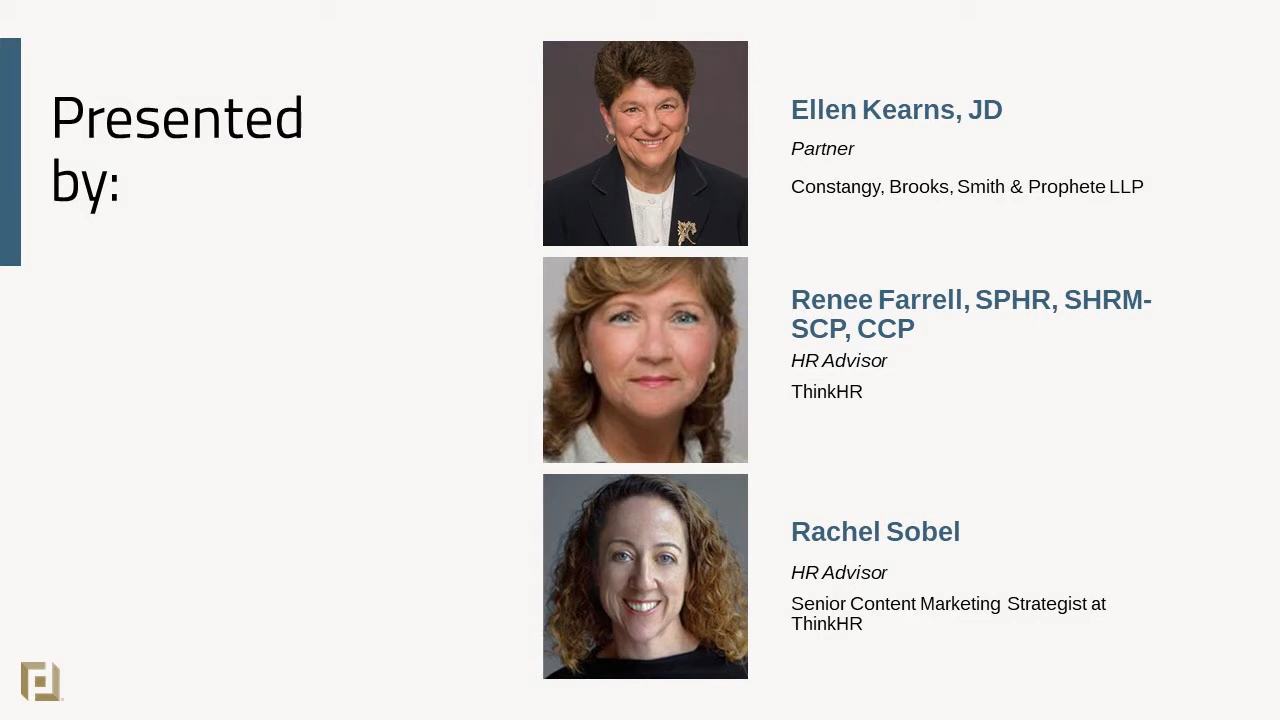 Presented
by:
Ellen Kearns, JD
Partner
Constangy, Brooks, Smith & Prophete LLP
Renee Farrell, SPHR, SHRM-
SCP, CCP
HR Advisor
ThinkHR
Rachel Sobel
HR Advisor
Senior Content Marketing Strategist at
ThinkHR